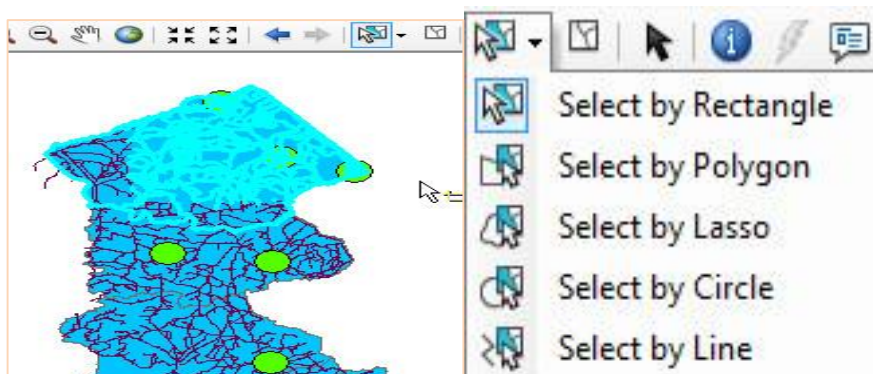 Select by Rectangle
Select by Polygon
Select by Lasso
Select by Circle
Select by Line